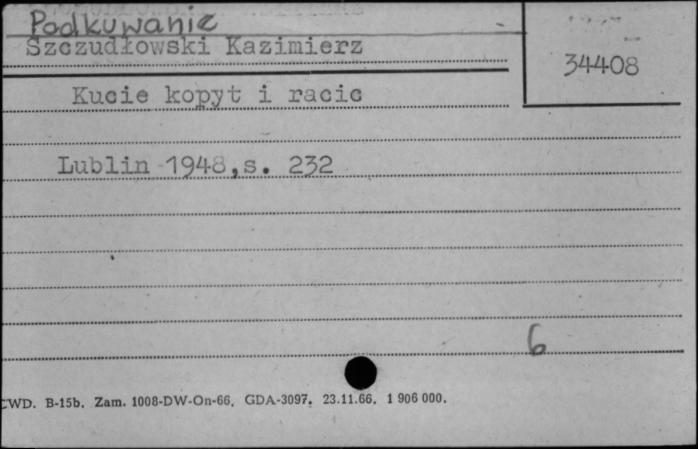 Podkuwanie
Szczudłowski Kazimierz
34408
Kucie kopyt i racic
Lublin 1948, s. 232
6
CWD. B-15b. Zam. 1008-DW-On-66. GDA-3097. 23.11.66. 1 906 000.